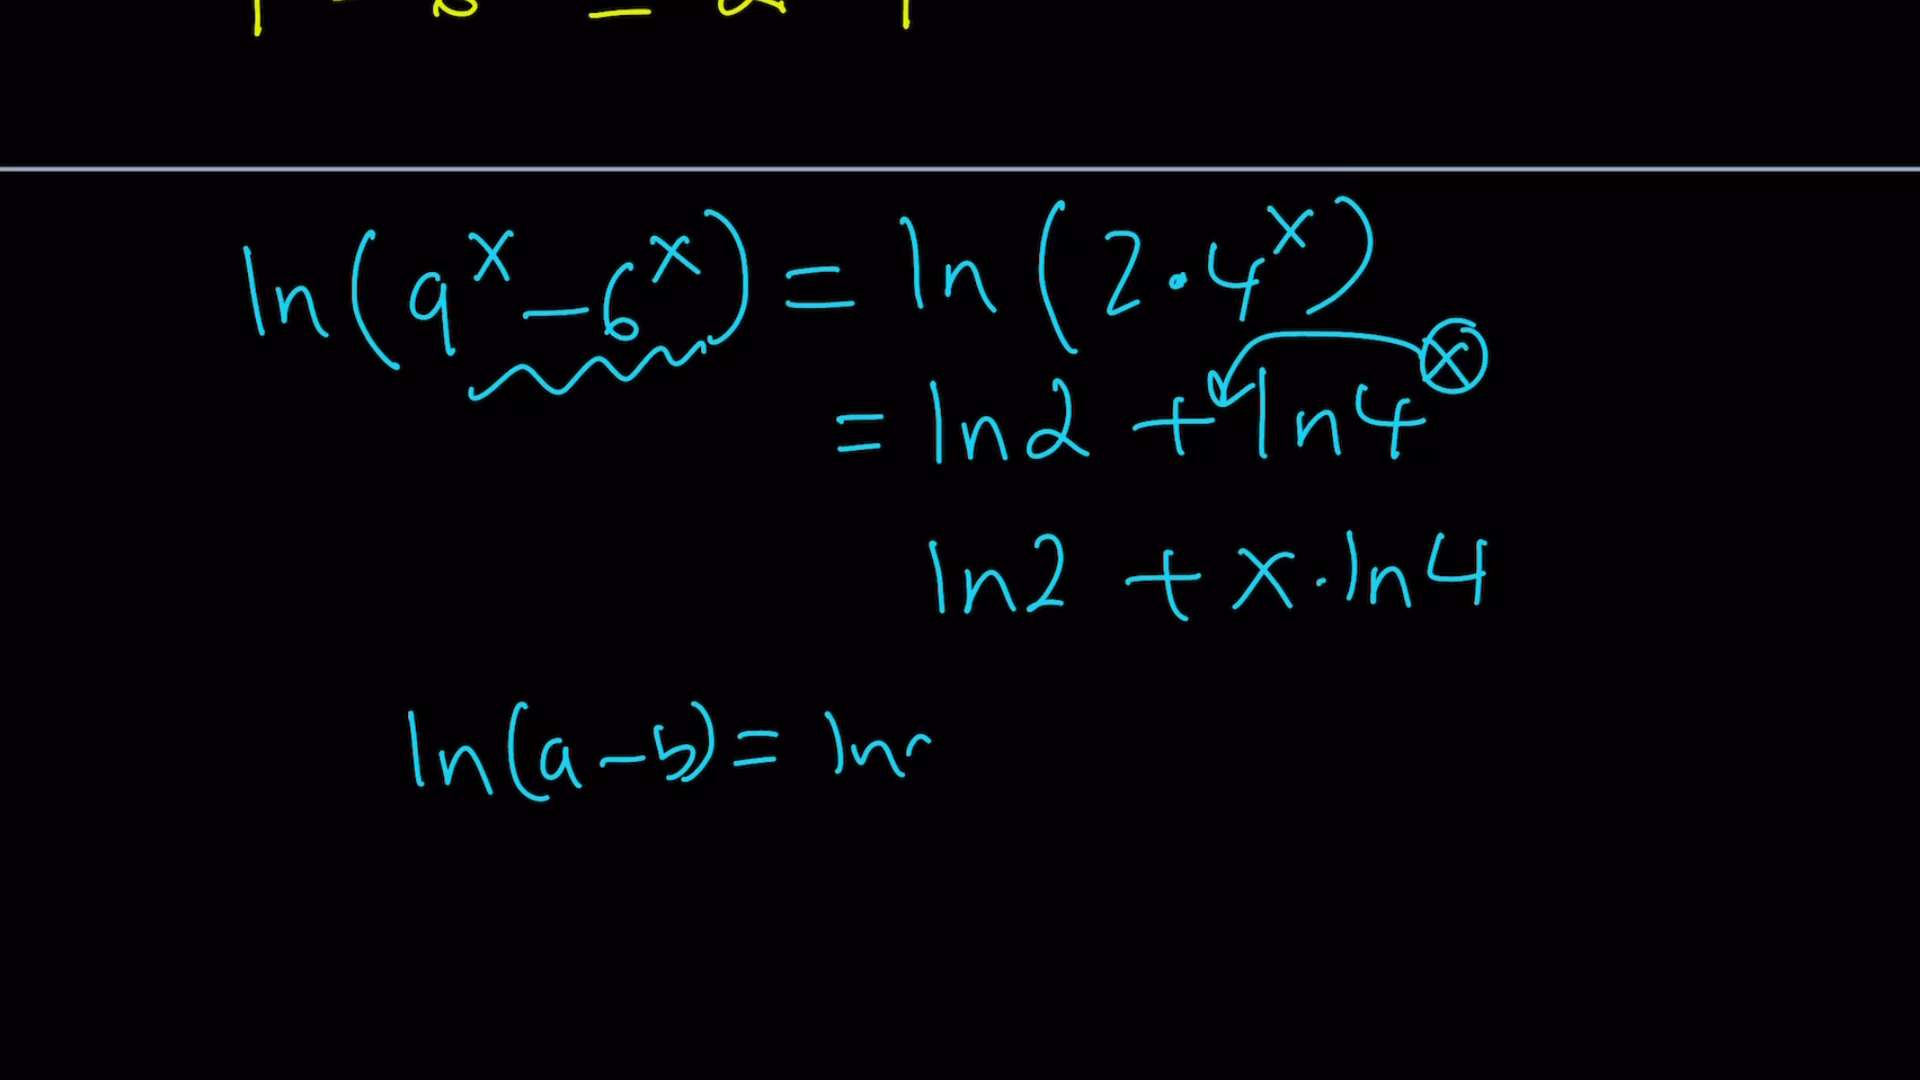 ln(9^x - 6^x) = ln(2·4^x)
= ln2 + ln4^x
ln2 + x·ln4
ln(a-b) = ln